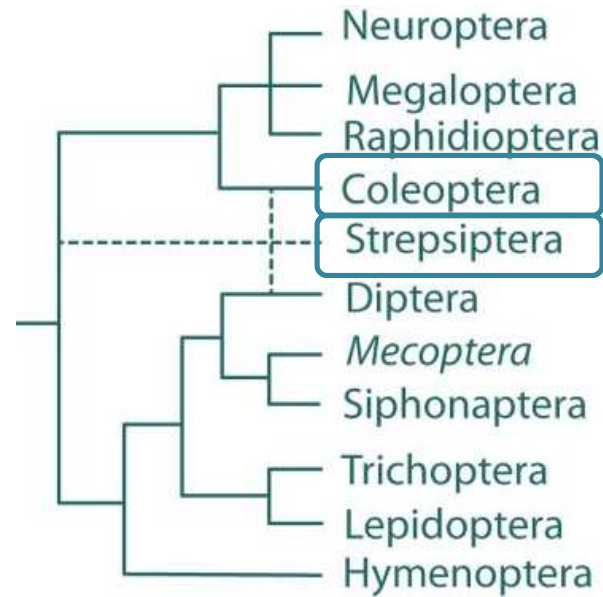 Neuroptera
Megaloptera
Raphidioptera
Coleoptera
Strepsiptera
Diptera
Mecoptera
Siphonaptera
Trichoptera
Lepidoptera
Hymenoptera